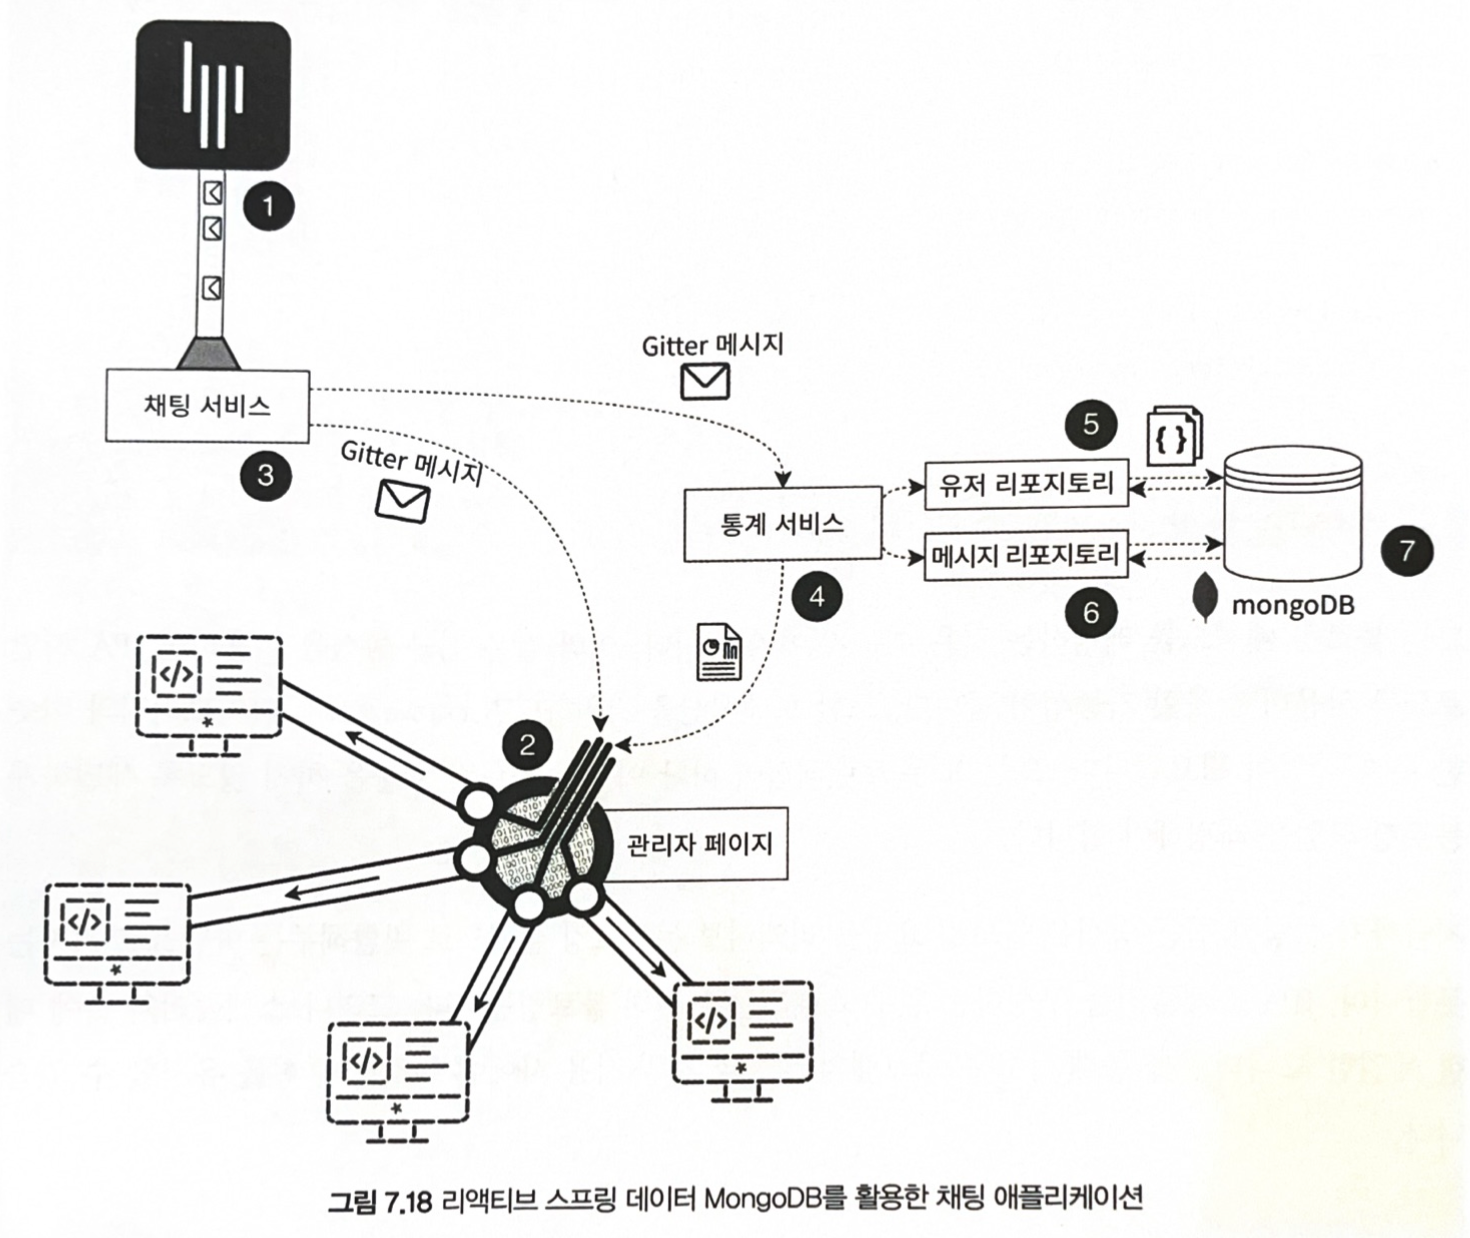 1
Gitter 메시지
채팅 서비스
3
Gitter 메시지
5
{ }
유저 리포지토리
통계 서비스
메시지 리포지토리
7
4
6
mongoDB
</>
2
관리자 페이지
</>
</>
</>
그림 7.18 리액티브 스프링 데이터 MongoDB를 활용한 채팅 애플리케이션